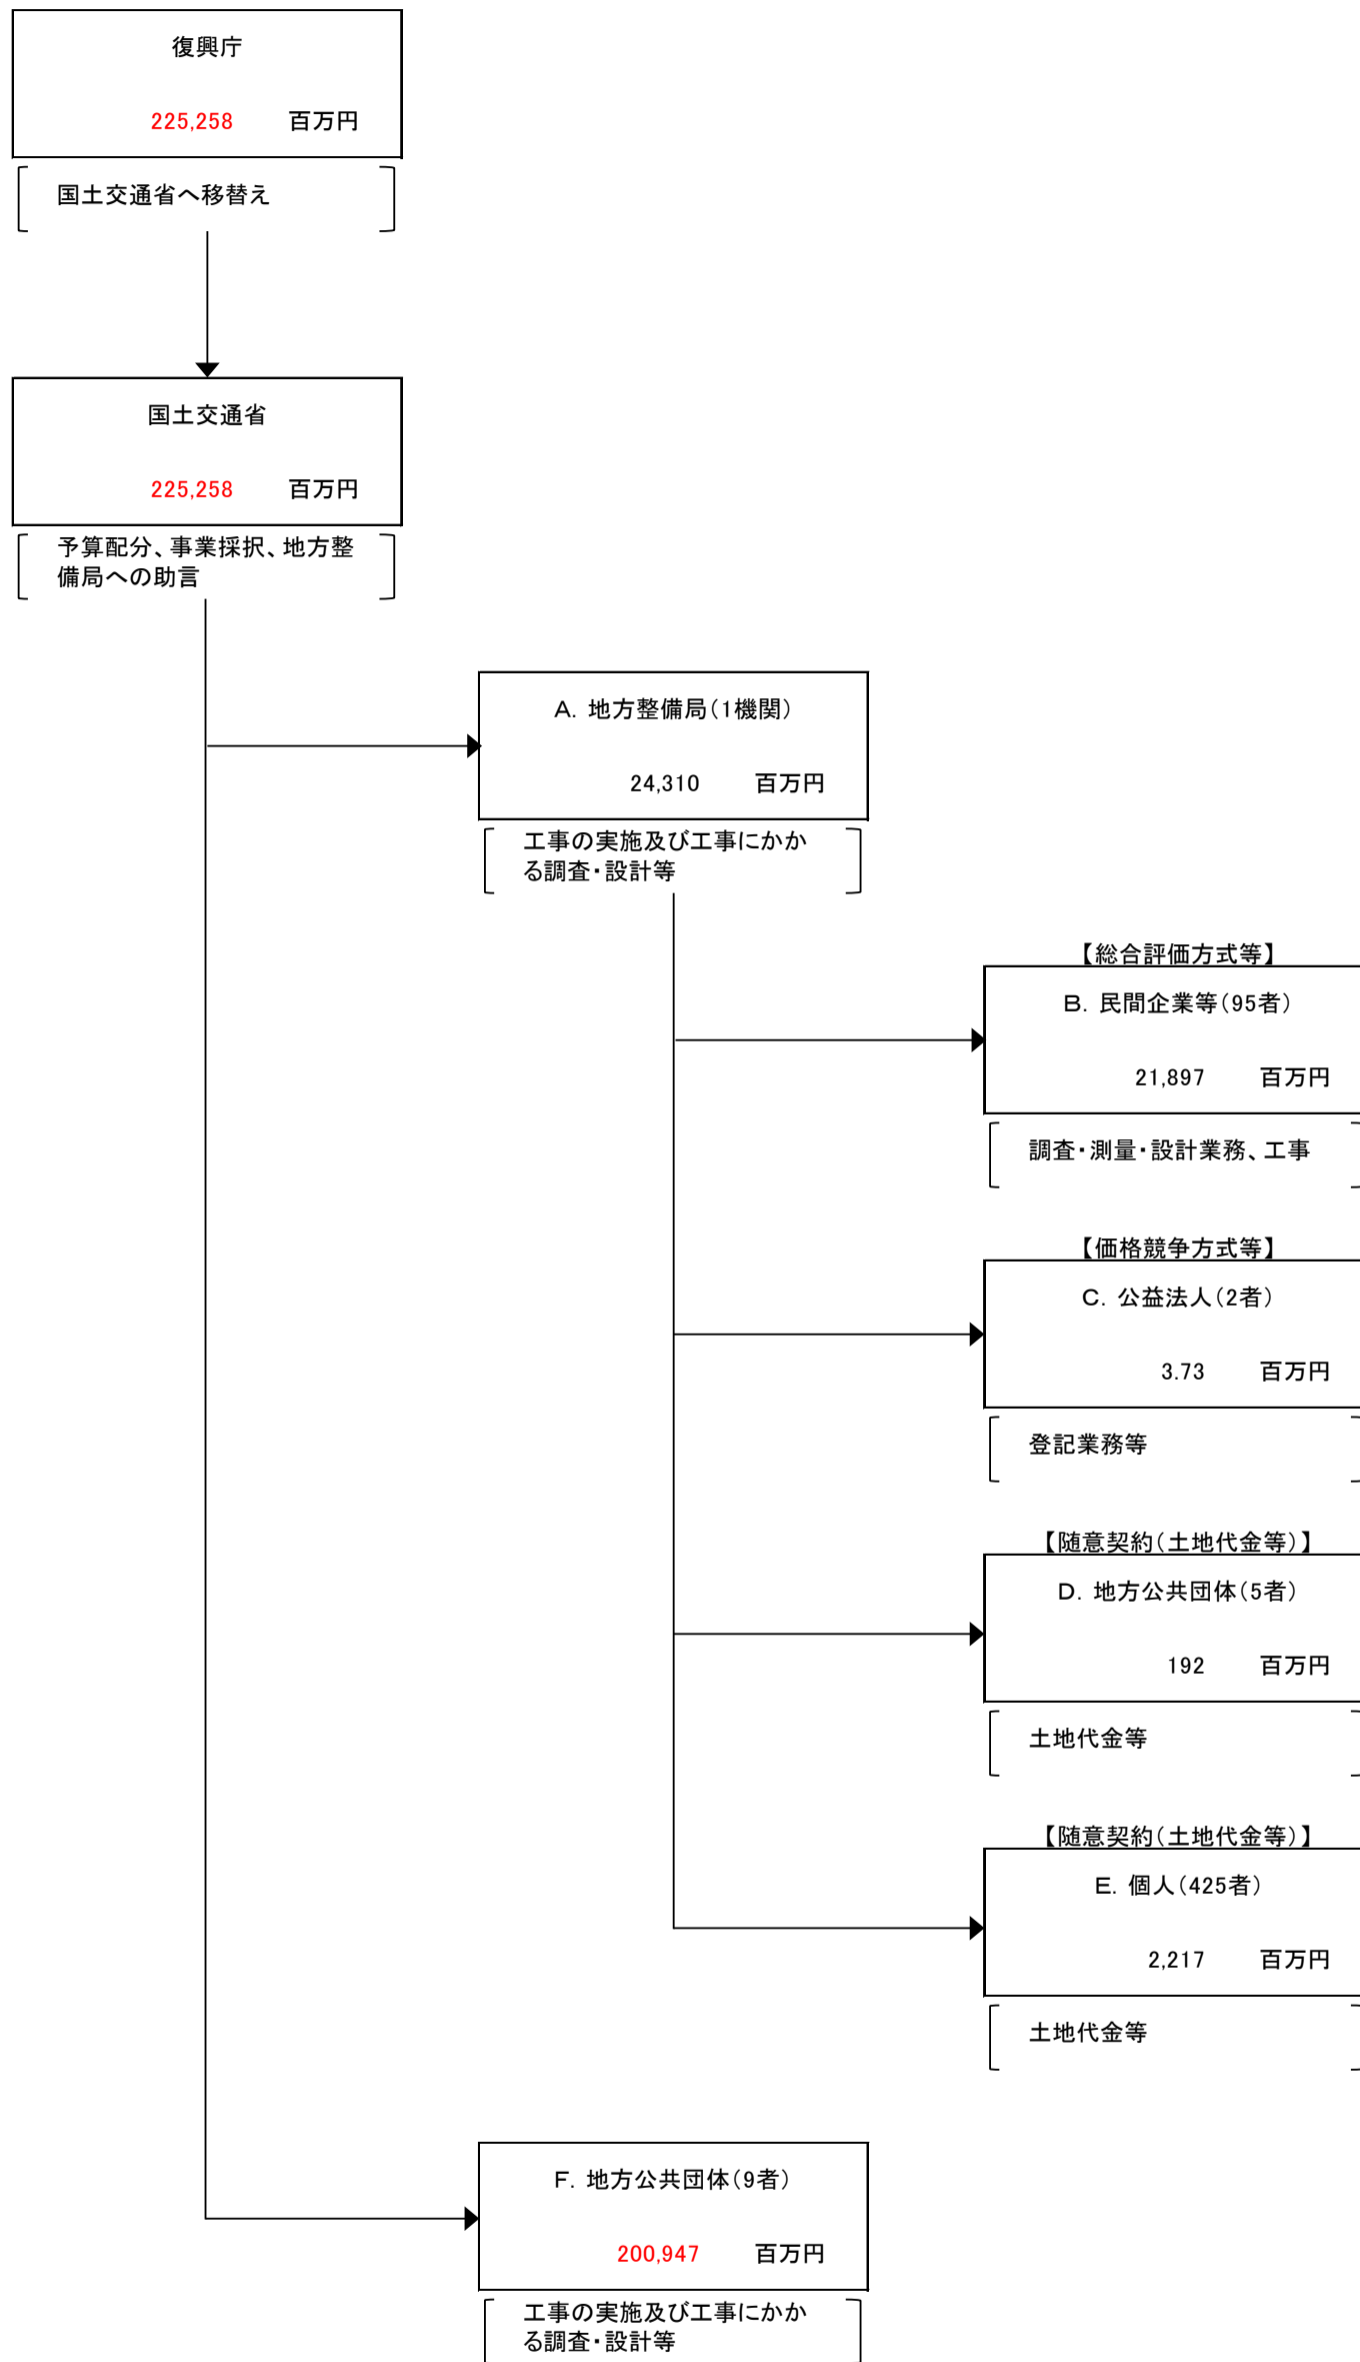 復興庁
225,258 百万円
国土交通省へ移替え
国土交通省
225,258 百万円
予算配分、事業採択、地方整
備局への助言
A. 地方整備局（1機関）
24,310 百万円
工事の実施及び工事にかか
る調査・設計等
【総合評価方式等】
B. 民間企業等（95者）
21,897 百万円
調査・測量・設計業務、工事
【価格競争方式等】
C. 公益法人（2者）
3.73 百万円
登記業務等
【随意契約（土地代金等）】
D. 地方公共団体（5者）
192 百万円
土地代金等
【随意契約（土地代金等）】
E. 個人（425者）
2,217 百万円
土地代金等
F. 地方公共団体（9者）
200,947 百万円
工事の実施及び工事にかか
る調査・設計等